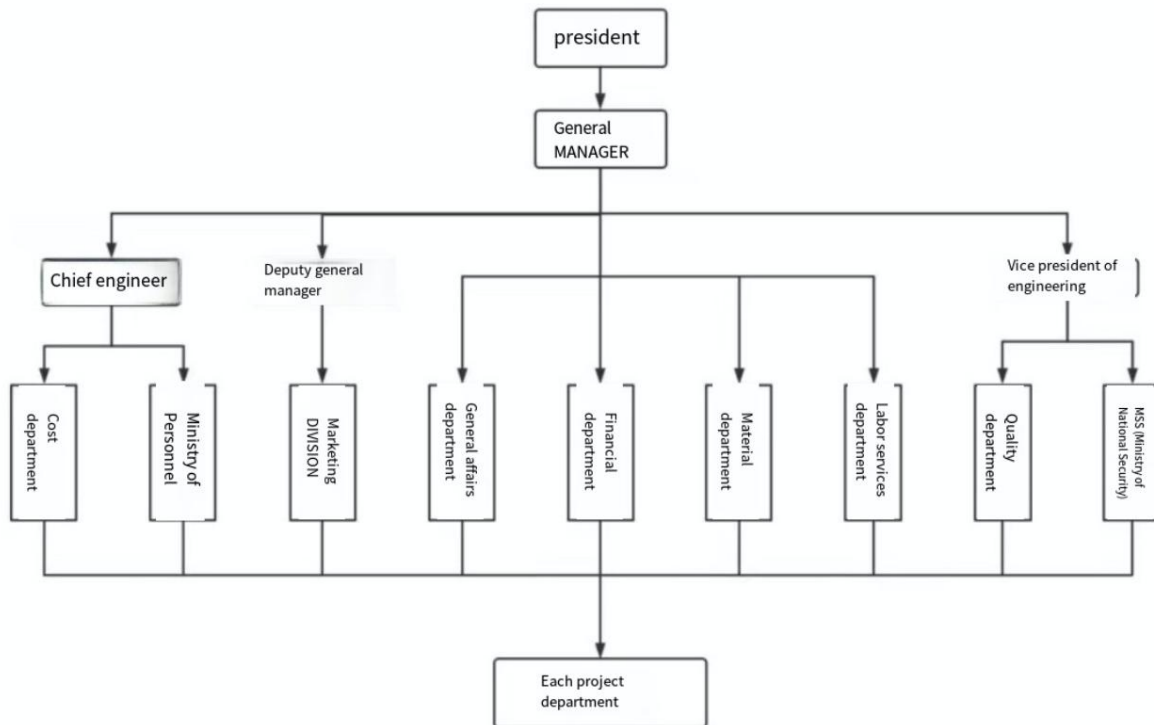 president
General
MANAGER
Chief engineer
Deputy general
manager
Vice president of
engineering
Cost
department
Ministry of
Personnel
Marketing
DIVISION
General affairs
department
Financial
department
Material
department
Labor services
department
Quality
department
MSS (Ministry of
National Security)
Each project
department